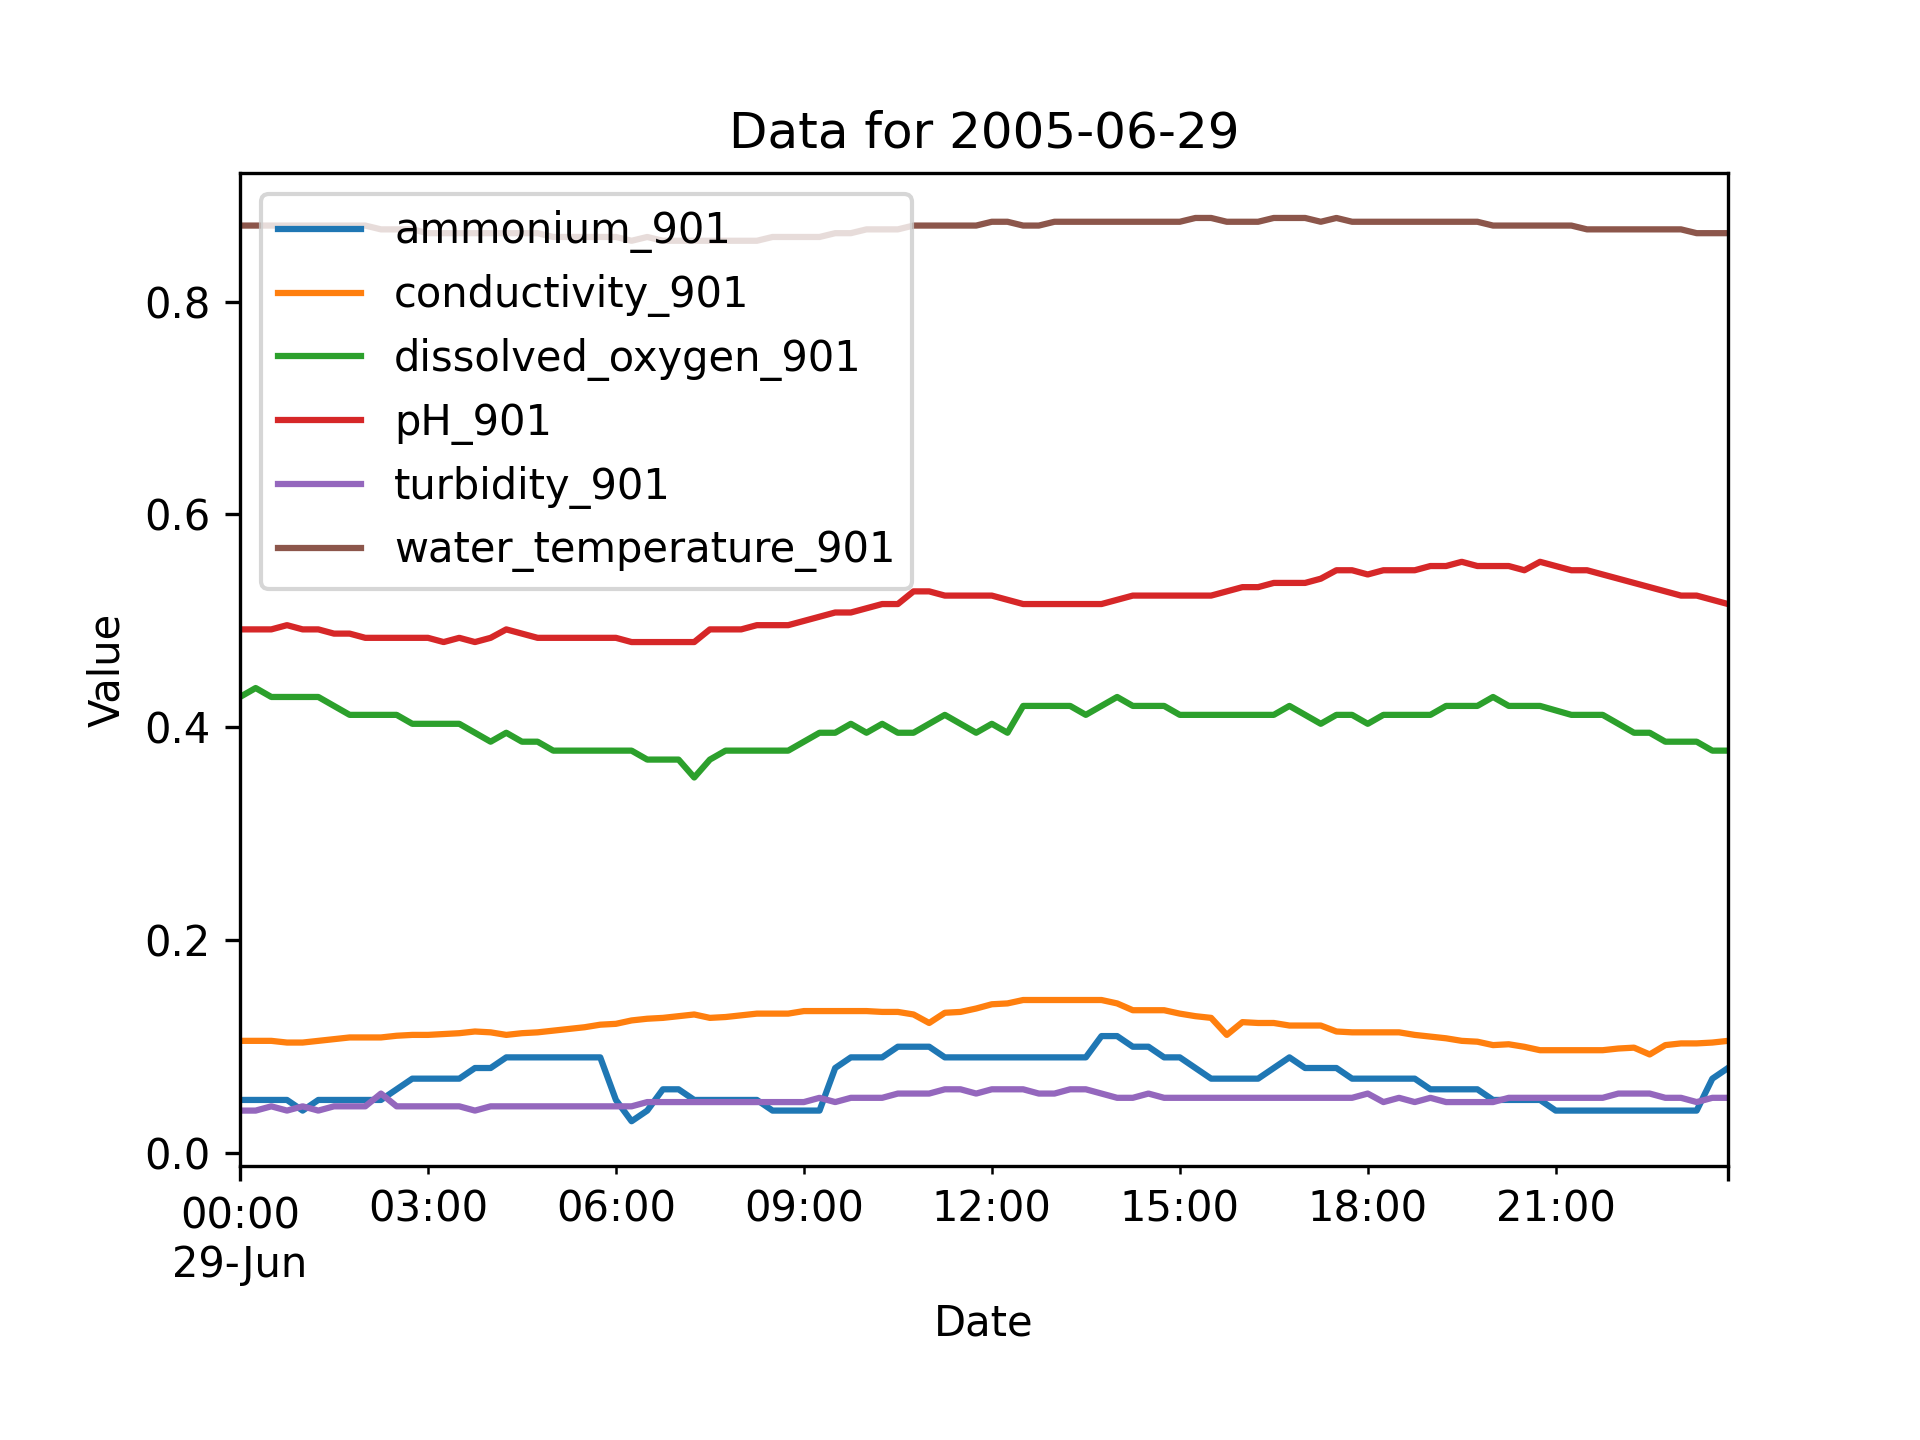 Data for 2005-06-29
ammonium_901
conductivity_901
dissolved_oxygen_901
pH_901
turbidity_901
water_temperature_901
Value
0.8
0.6
0.4
0.2
0.0
00:00 03:00 06:00 09:00 12:00 15:00 18:00 21:00
29-Jun
Date